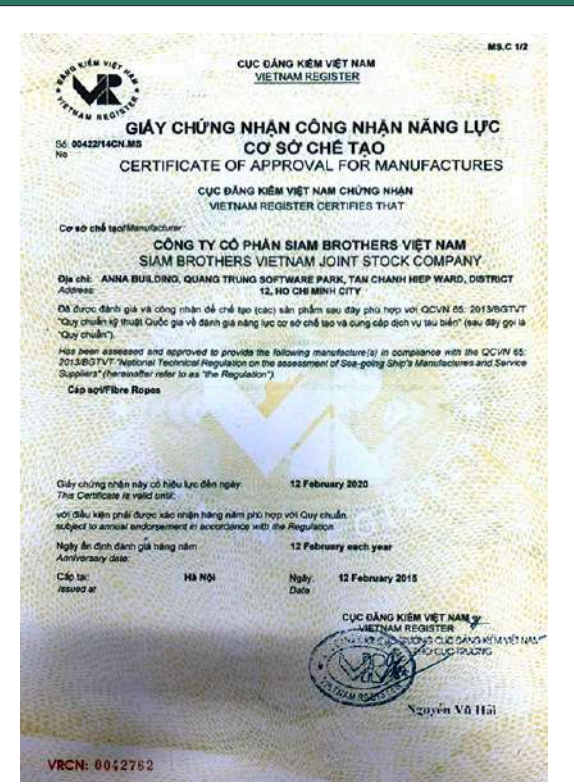 MS.C 1/2
CỤC ĐĂNG KIỂM VIỆT NAM
VIETNAM REGISTER
ĐĂNG KIỂM VIỆT NAM
VR
VIETNAM REGISTER
GIẤY CHỨNG NHẬN CÔNG NHẬN NĂNG LỰC
Số: 00422/14CN.MS
No
CƠ SỞ CHẾ TẠO
CERTIFICATE OF APPROVAL FOR MANUFACTURES
CỤC ĐĂNG KIỂM VIỆT NAM CHỨNG NHẬN
VIETNAM REGISTER CERTIFIES THAT
Cơ sở chế tạo/Manufacturer:
CÔNG TY CỔ PHẦN SIAM BROTHERS VIỆT NAM
SIAM BROTHERS VIETNAM JOINT STOCK COMPANY
Địa chỉ: ANNA BUILDING, QUANG TRUNG SOFTWARE PARK, TAN CHANH HIEP WARD, DISTRICT
Address: 12, HO CHI MINH CITY
Đã được đánh giá và công nhận để chế tạo (các) sản phẩm sau đây phù hợp với QCVN 65: 2013/BGTVT
"Quy chuẩn kỹ thuật Quốc gia về đánh giá năng lực cơ sở chế tạo và cung cấp dịch vụ tàu biển" (sau đây gọi là
"Quy chuẩn").
Has been assessed and approved to provide the following manufacture(s) in compliance with the QCVN 65:
2013/BGTVT "National Technical Regulation on the assessment of Sea-going Ship's Manufactures and Service
Suppliers" (hereinafter refer to as "the Regulation").
Cáp sợi/Fibre Ropes
Giấy chứng nhận này có hiệu lực đến ngày 12 February 2020
This Certificate is valid until:
với điều kiện phải được xác nhận hàng năm phù hợp với Quy chuẩn.
subject to annual endorsement in accordance with the Regulation.
Ngày ấn định đánh giá hàng năm 12 February each year
Anniversary date:
Cấp tại: Hà Nội Ngày: 12 February 2015
Issued at Date
CỤC ĐĂNG KIỂM VIỆT NAM
VIETNAM REGISTER
PHÓ CỤC TRƯỞNG
VR
VIETNAM REGISTER
Nguyễn Vũ Hải
VRCN: 0042762